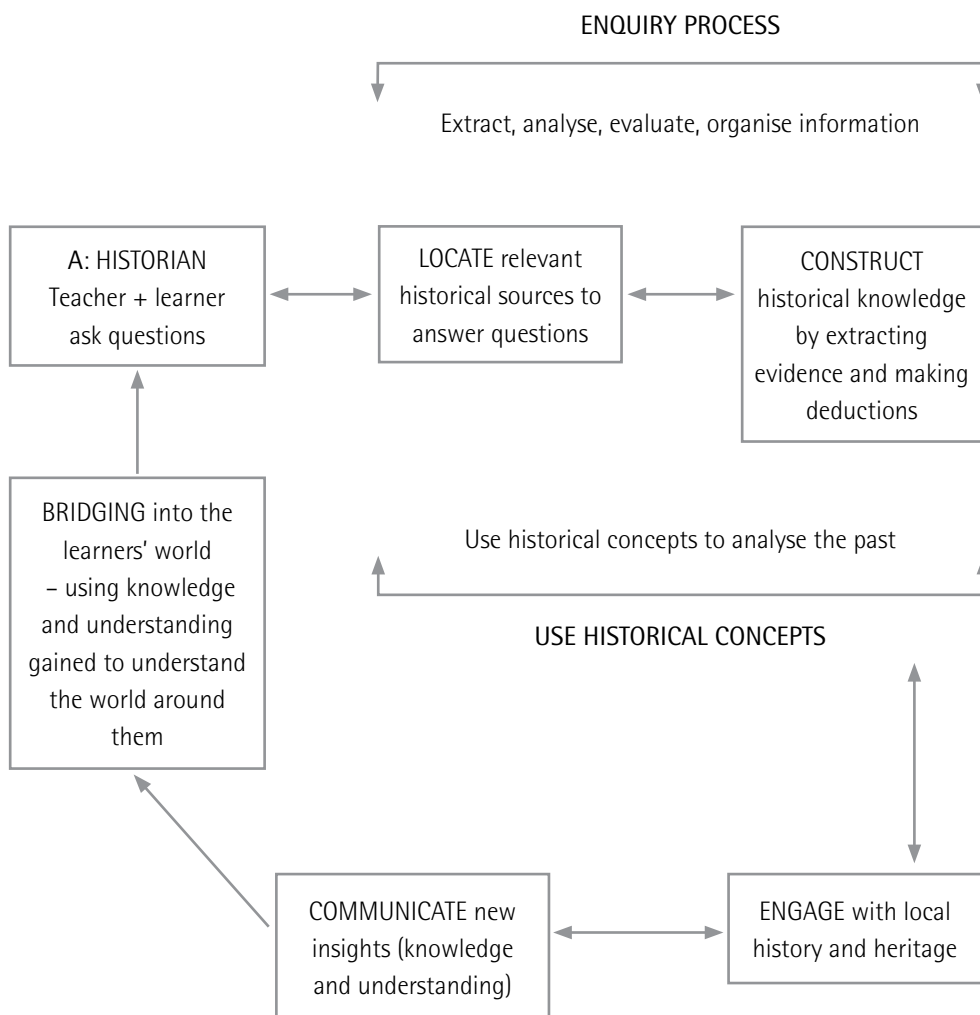 ENQUIRY PROCESS
Extract, analyse, evaluate, organise information
A: HISTORIAN
Teacher + learner
ask questions
LOCATE relevant
historical sources to
answer questions
CONSTRUCT
historical knowledge
by extracting
evidence and making
deductions
BRIDGING into the
learners' world
– using knowledge
and understanding
gained to understand
the world around
them
Use historical concepts to analyse the past
USE HISTORICAL CONCEPTS
COMMUNICATE new
insights (knowledge
and understanding)
ENGAGE with local
history and heritage